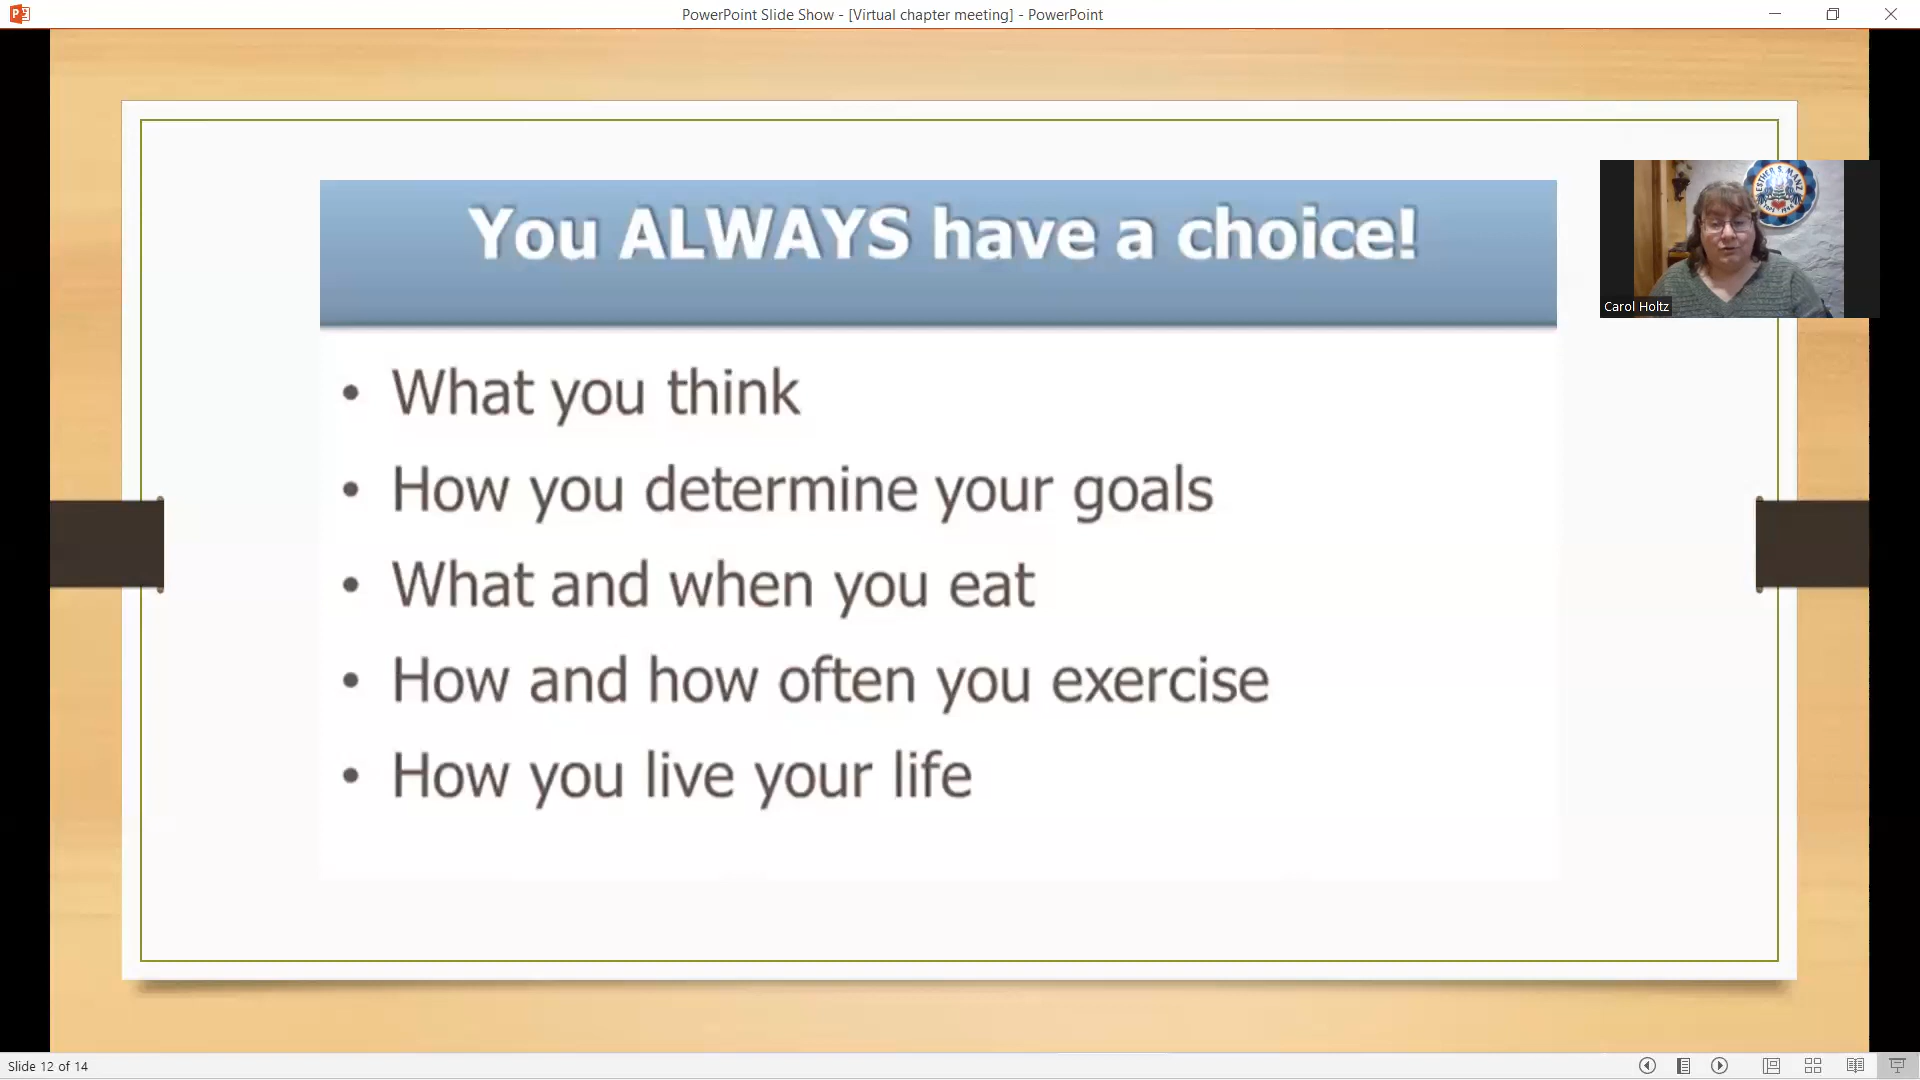 PowerPoint Slide Show - [Virtual chapter meeting] - PowerPoint
You ALWAYS have a choice!
ESTHER S. MANZ
Carol Holtz
• What you think
• How you determine your goals
• What and when you eat
• How and how often you exercise
• How you live your life
Slide 12 of 14